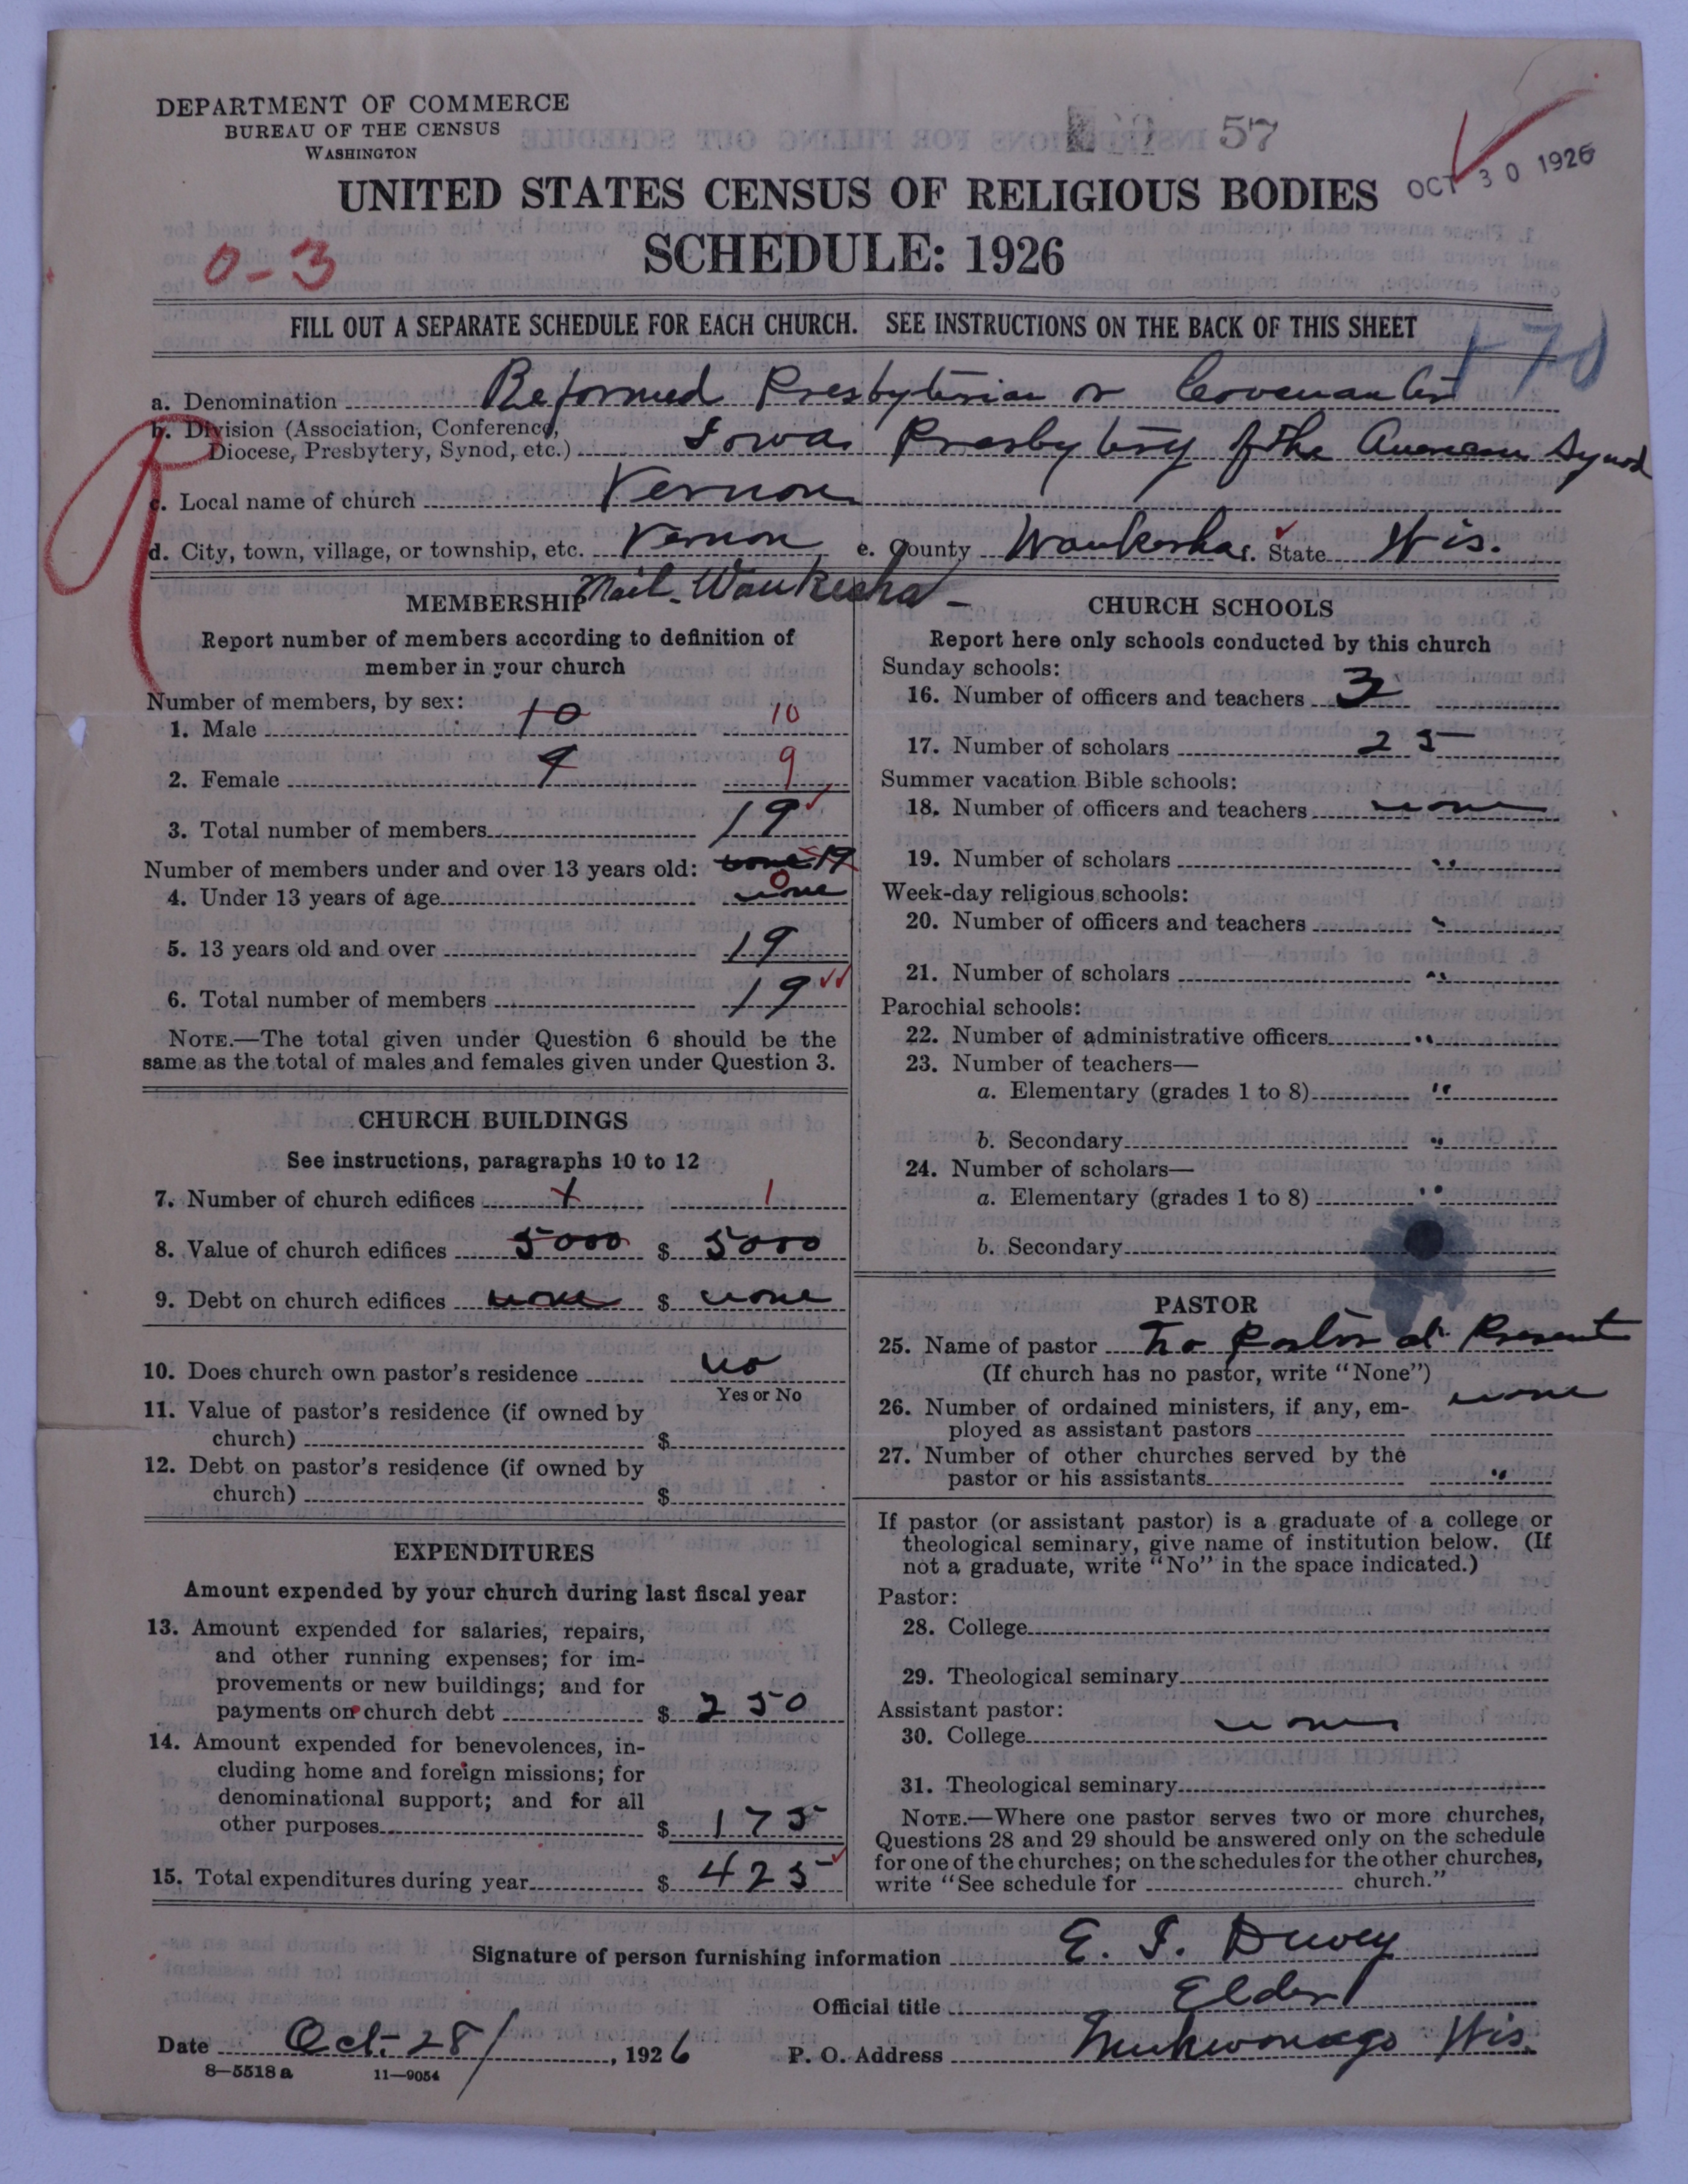 DEPARTMENT OF COMMERCE
BUREAU OF THE CENSUS
WASHINGTON
57
OCT 30 1926
UNITED STATES CENSUS OF RELIGIOUS BODIES
SCHEDULE: 1926
0-3
FILL OUT A SEPARATE SCHEDULE FOR EACH CHURCH. SEE INSTRUCTIONS ON THE BACK OF THIS SHEET
70
a. Denomination Reformed Presbyterian or Covenanter
b. Division (Association, Conference,
Diocese, Presbytery, Synod, etc.) Iowa Presbytery of the American Synod
c. Local name of church Vernon
d. City, town, village, or township, etc. Vernon e. County Waukesha f. State Wis.
Mail - Waukesha -
MEMBERSHIP
Report number of members according to definition of
member in your church
Number of members, by sex:
1. Male 10 10
2. Female 9 9
3. Total number of members 19
Number of members under and over 13 years old: none 19
4. Under 13 years of age 0 none
5. 13 years old and over 19
6. Total number of members 19
NOTE.—The total given under Question 6 should be the
same as the total of males and females given under Question 3.
CHURCH BUILDINGS
See instructions, paragraphs 10 to 12
7. Number of church edifices 1 1
8. Value of church edifices 5000 $ 5000
9. Debt on church edifices none $ none
10. Does church own pastor's residence no
Yes or No
11. Value of pastor's residence (if owned by
church) $
12. Debt on pastor's residence (if owned by
church) $
EXPENDITURES
Amount expended by your church during last fiscal year
13. Amount expended for salaries, repairs,
and other running expenses; for im-
provements or new buildings; and for
payments on church debt $ 250
14. Amount expended for benevolences, in-
cluding home and foreign missions; for
denominational support; and for all
other purposes $ 175
15. Total expenditures during year $ 425
CHURCH SCHOOLS
Report here only schools conducted by this church
Sunday schools:
16. Number of officers and teachers 3
17. Number of scholars 25
Summer vacation Bible schools:
18. Number of officers and teachers none
19. Number of scholars "
Week-day religious schools:
20. Number of officers and teachers "
21. Number of scholars "
Parochial schools:
22. Number of administrative officers "
23. Number of teachers—
a. Elementary (grades 1 to 8) "
b. Secondary "
24. Number of scholars—
a. Elementary (grades 1 to 8) "
b. Secondary
PASTOR
25. Name of pastor No Pastor at Present
(If church has no pastor, write "None")
26. Number of ordained ministers, if any, em-
ployed as assistant pastors none
27. Number of other churches served by the
pastor or his assistants "
If pastor (or assistant pastor) is a graduate of a college or
theological seminary, give name of institution below. (If
not a graduate, write "No" in the space indicated.)
Pastor:
28. College
29. Theological seminary
Assistant pastor:
30. College none
31. Theological seminary
NOTE.—Where one pastor serves two or more churches,
Questions 28 and 29 should be answered only on the schedule
for one of the churches; on the schedules for the other churches,
write "See schedule for church."
Signature of person furnishing information E. J.
Official title Elder
Date Oct. 28/, 1926 P. O. Address Mukwonago Wis.
8—5518a 11—9054